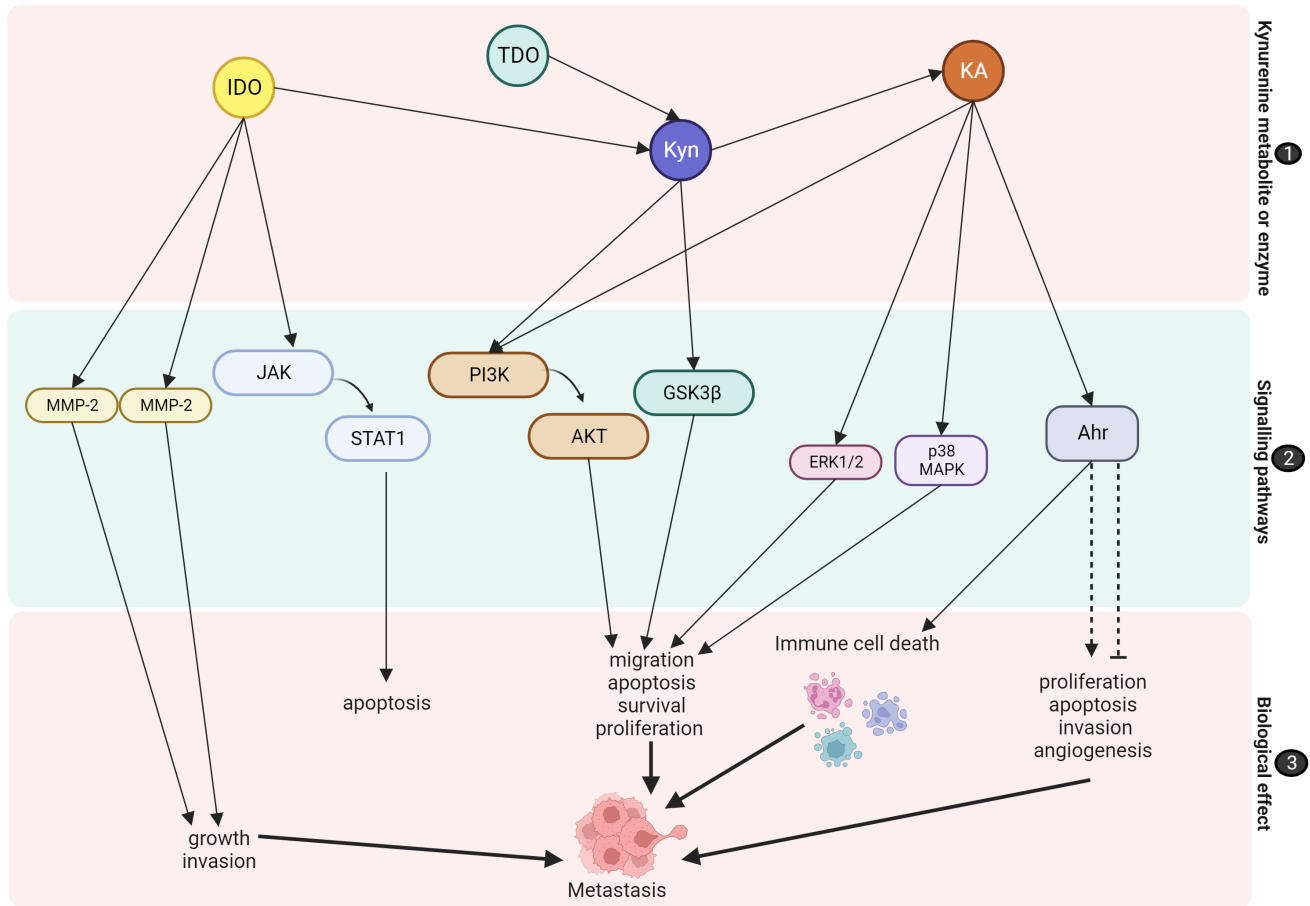 TDO
KA
IDO
Kyn
Kynurenine metabolite or enzyme
1
JAK
PI3K
GSK3β
MMP-2
MMP-2
STAT1
AKT
ERK1/2
p38
MAPK
Ahr
Signalling pathways
2
migration
apoptosis
survival
proliferation
Immune cell death
apoptosis
proliferation
apoptosis
invasion
angiogenesis
growth
invasion
Metastasis
Biological effect
3